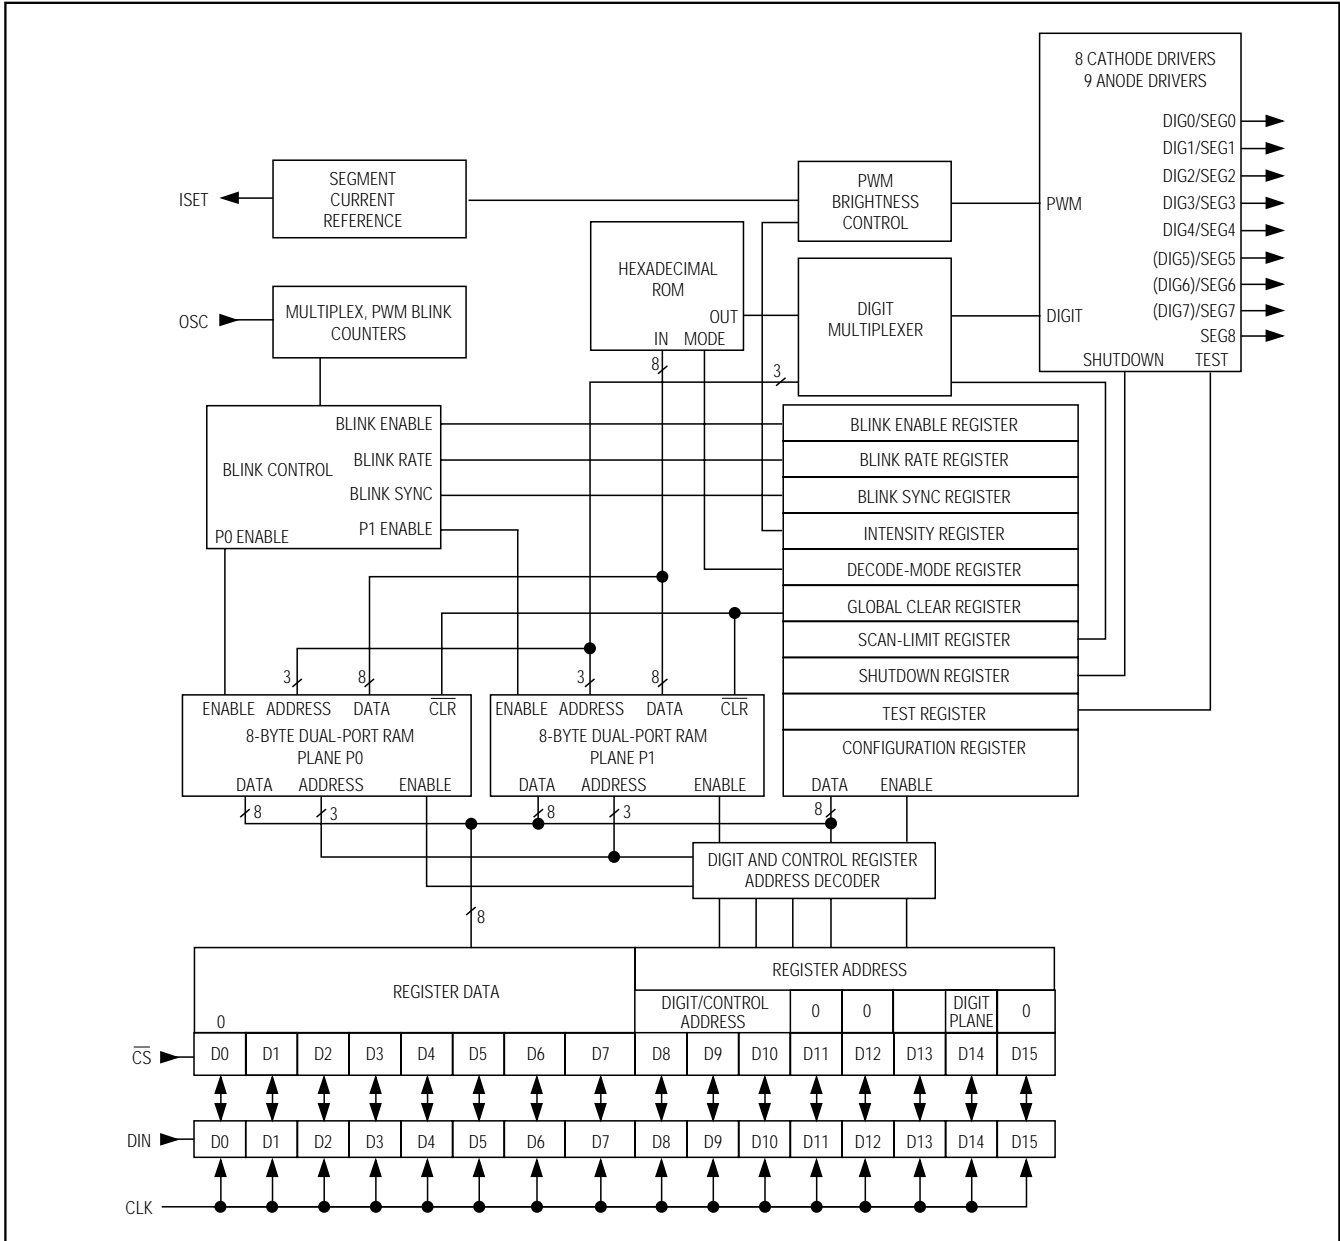 8 CATHODE DRIVERS
9 ANODE DRIVERS
DIG0/SEG0
DIG1/SEG1
DIG2/SEG2
DIG3/SEG3
DIG4/SEG4
(DIG5)/SEG5
(DIG6)/SEG6
(DIG7)/SEG7
SEG8
PWM
DIGIT
SHUTDOWN
TEST
ISET
SEGMENT
CURRENT
REFERENCE
PWM
BRIGHTNESS
CONTROL
HEXADECIMAL
ROM
OUT
IN
MODE
8
DIGIT
MULTIPLEXER
3
OSC
MULTIPLEX, PWM BLINK
COUNTERS
BLINK CONTROL
BLINK ENABLE
BLINK RATE
BLINK SYNC
P1 ENABLE
P0 ENABLE
BLINK ENABLE REGISTER
BLINK RATE REGISTER
BLINK SYNC REGISTER
INTENSITY REGISTER
DECODE-MODE REGISTER
GLOBAL CLEAR REGISTER
SCAN-LIMIT REGISTER
SHUTDOWN REGISTER
TEST REGISTER
CONFIGURATION REGISTER
DATA
ENABLE
8
3
8
3
8
ENABLE ADDRESS DATA CLR
8-BYTE DUAL-PORT RAM
PLANE P0
DATA ADDRESS ENABLE
8
3
ENABLE ADDRESS DATA CLR
8-BYTE DUAL-PORT RAM
PLANE P1
DATA ADDRESS ENABLE
8
3
DIGIT AND CONTROL REGISTER
ADDRESS DECODER
8
REGISTER DATA
0
REGISTER ADDRESS
DIGIT/CONTROL
ADDRESS
0
0
DIGIT
PLANE
0
CS
D0 D1 D2 D3 D4 D5 D6 D7 D8 D9 D10 D11 D12 D13 D14 D15
DIN
D0 D1 D2 D3 D4 D5 D6 D7 D8 D9 D10 D11 D12 D13 D14 D15
CLK